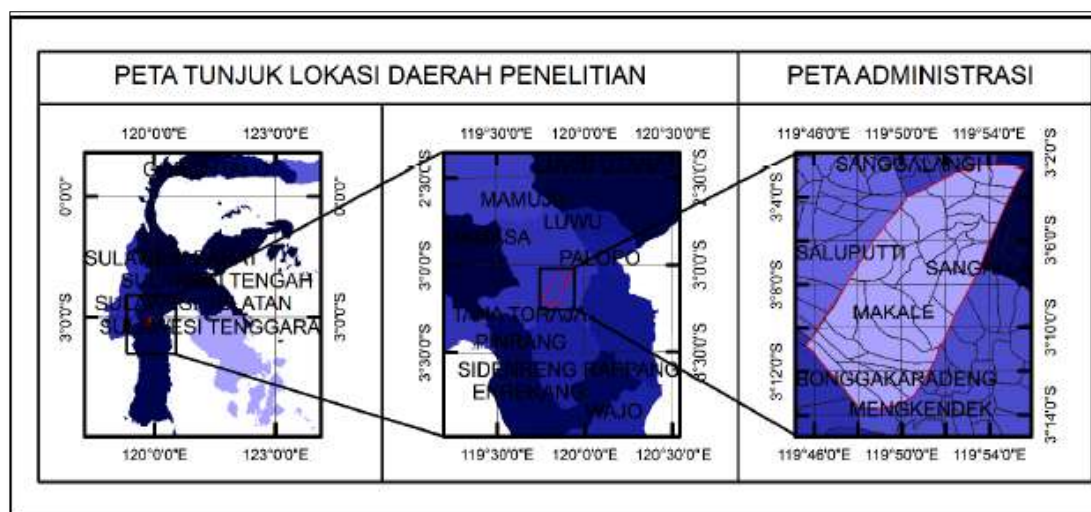 PETA TUNJUK LOKASI DAERAH PENELITIAN
PETA ADMINISTRASI
120°0'0"E 123°0'0"E
0°0'0"
3°0'0"S
0°0'0"
3°0'0"S
TENGAH
SULAWESI TENGGARA
120°0'0"E 123°0'0"E
119°30'0"E 120°0'0"E 120°30'0"E
2°30'0"S
3°0'0"S
3°30'0"S
2°30'0"S
3°0'0"S
3°30'0"S
MAMUJU
LUWU
PALOPO
TANA TORAJA
PINRANG
SIDENRENG RAPPANG
ENREKANG
WAJO
119°30'0"E 120°0'0"E 120°30'0"E
119°46'0"E 119°50'0"E 119°54'0"E
3°4'0"S
3°8'0"S
3°12'0"S
3°2'0"S
3°6'0"S
3°10'0"S
3°14'0"S
SANGGALANGI
SALUPUTTI
MAKALE
BONGGAKARADENG
MENGKENDEK
119°46'0"E 119°50'0"E 119°54'0"E